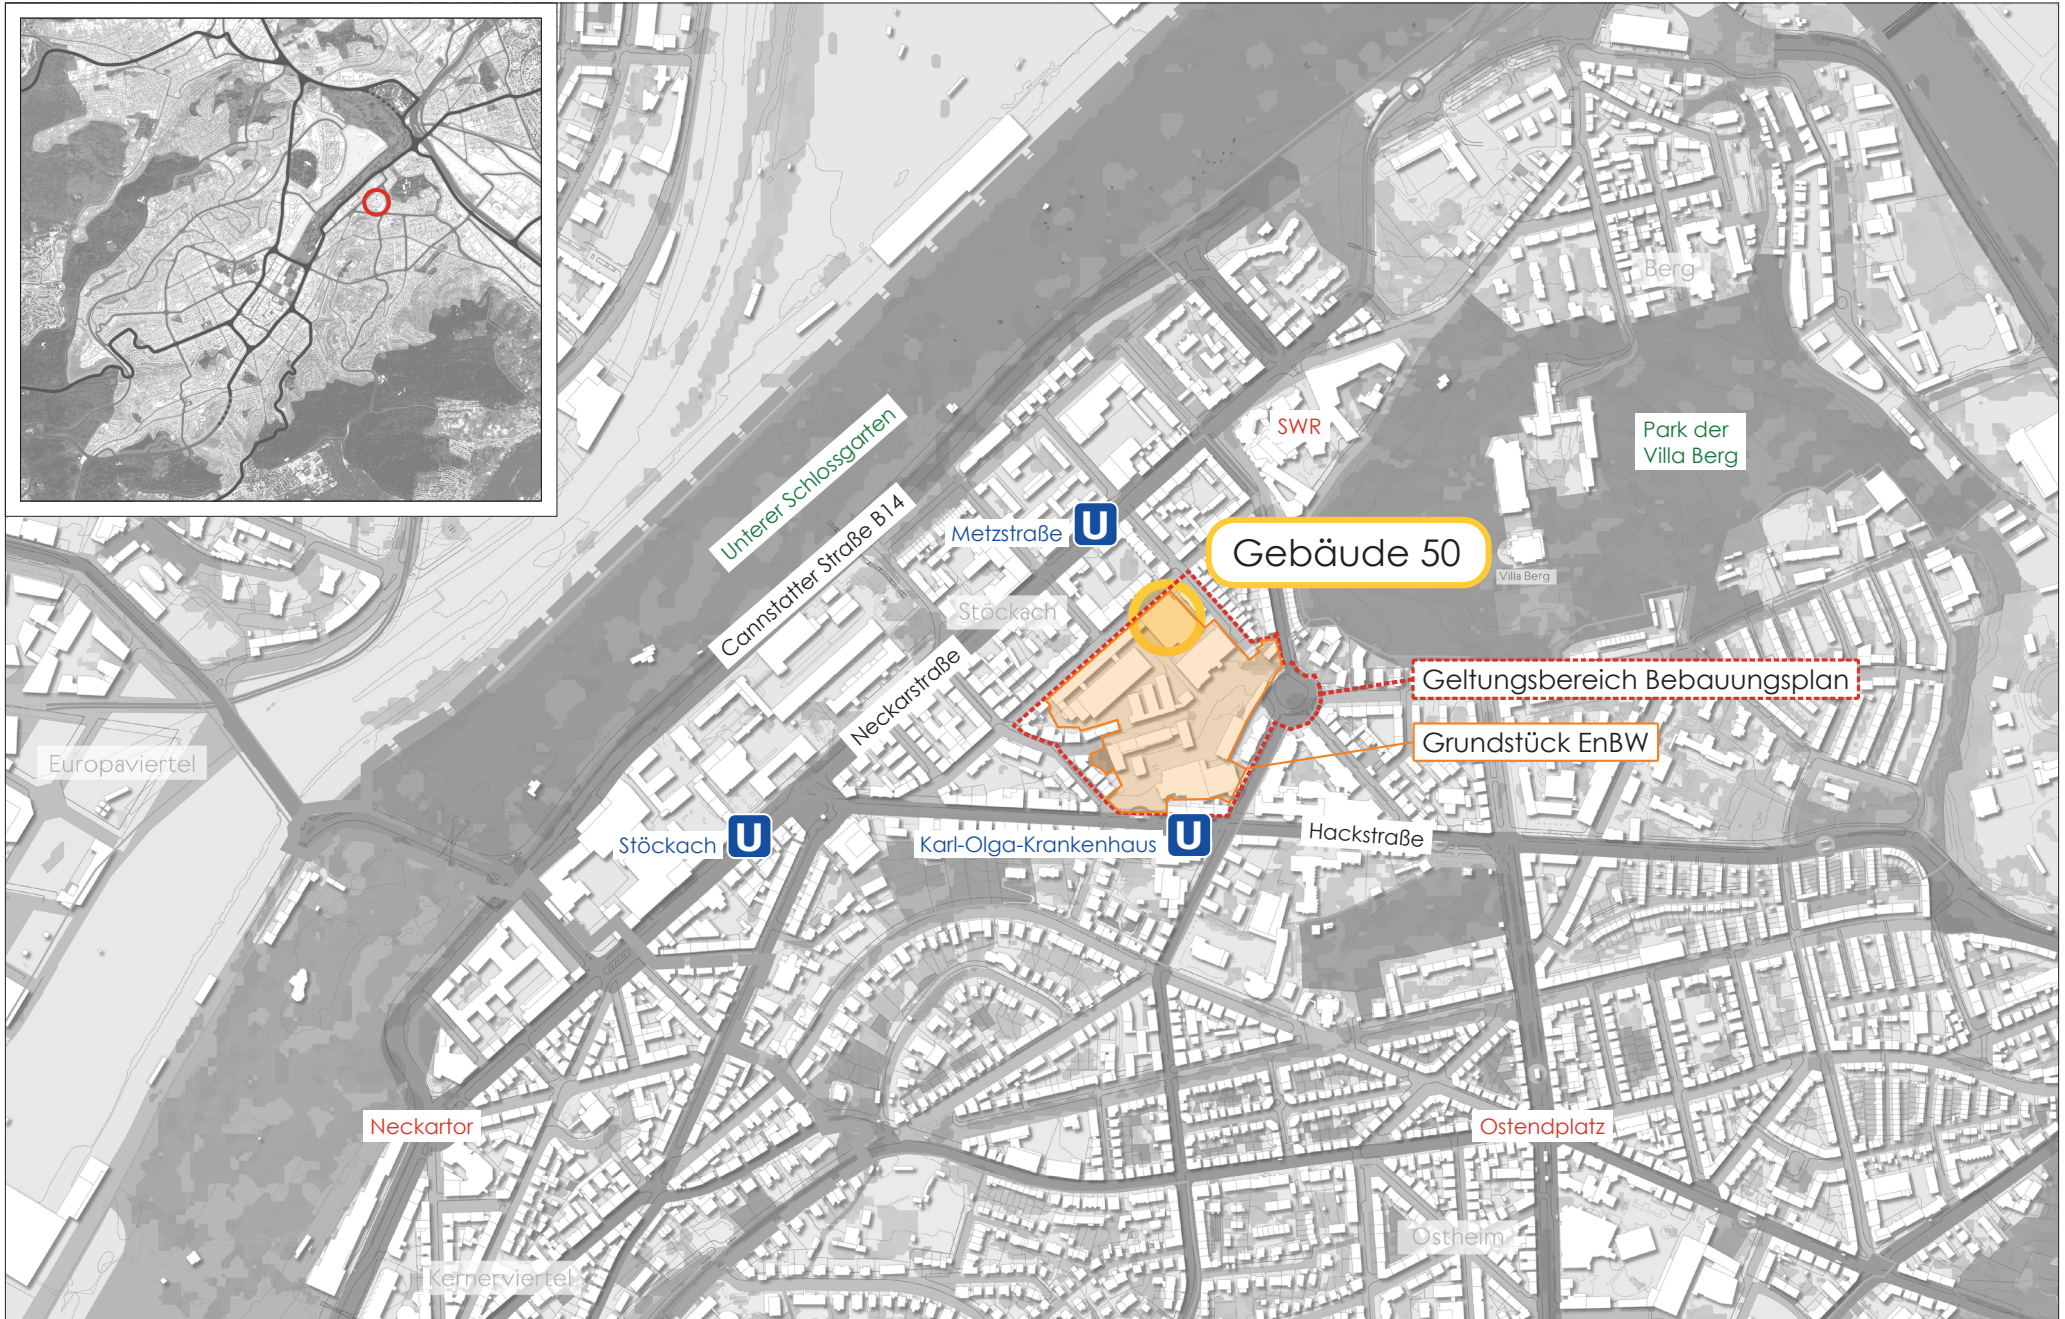 Berg
SWR
Park der
Villa Berg
Unterer Schlossgarten
Cannstatter Straße B14
Metzstraße
U
Gebäude 50
Villa Berg
Stöckach
Neckarstraße
Geltungsbereich Bebauungsplan
Grundstück EnBW
Europaviertel
Stöckach
U
Karl-Olga-Krankenhaus
U
Hackstraße
Neckartor
Ostendplatz
Ostheim
Kernerviertel